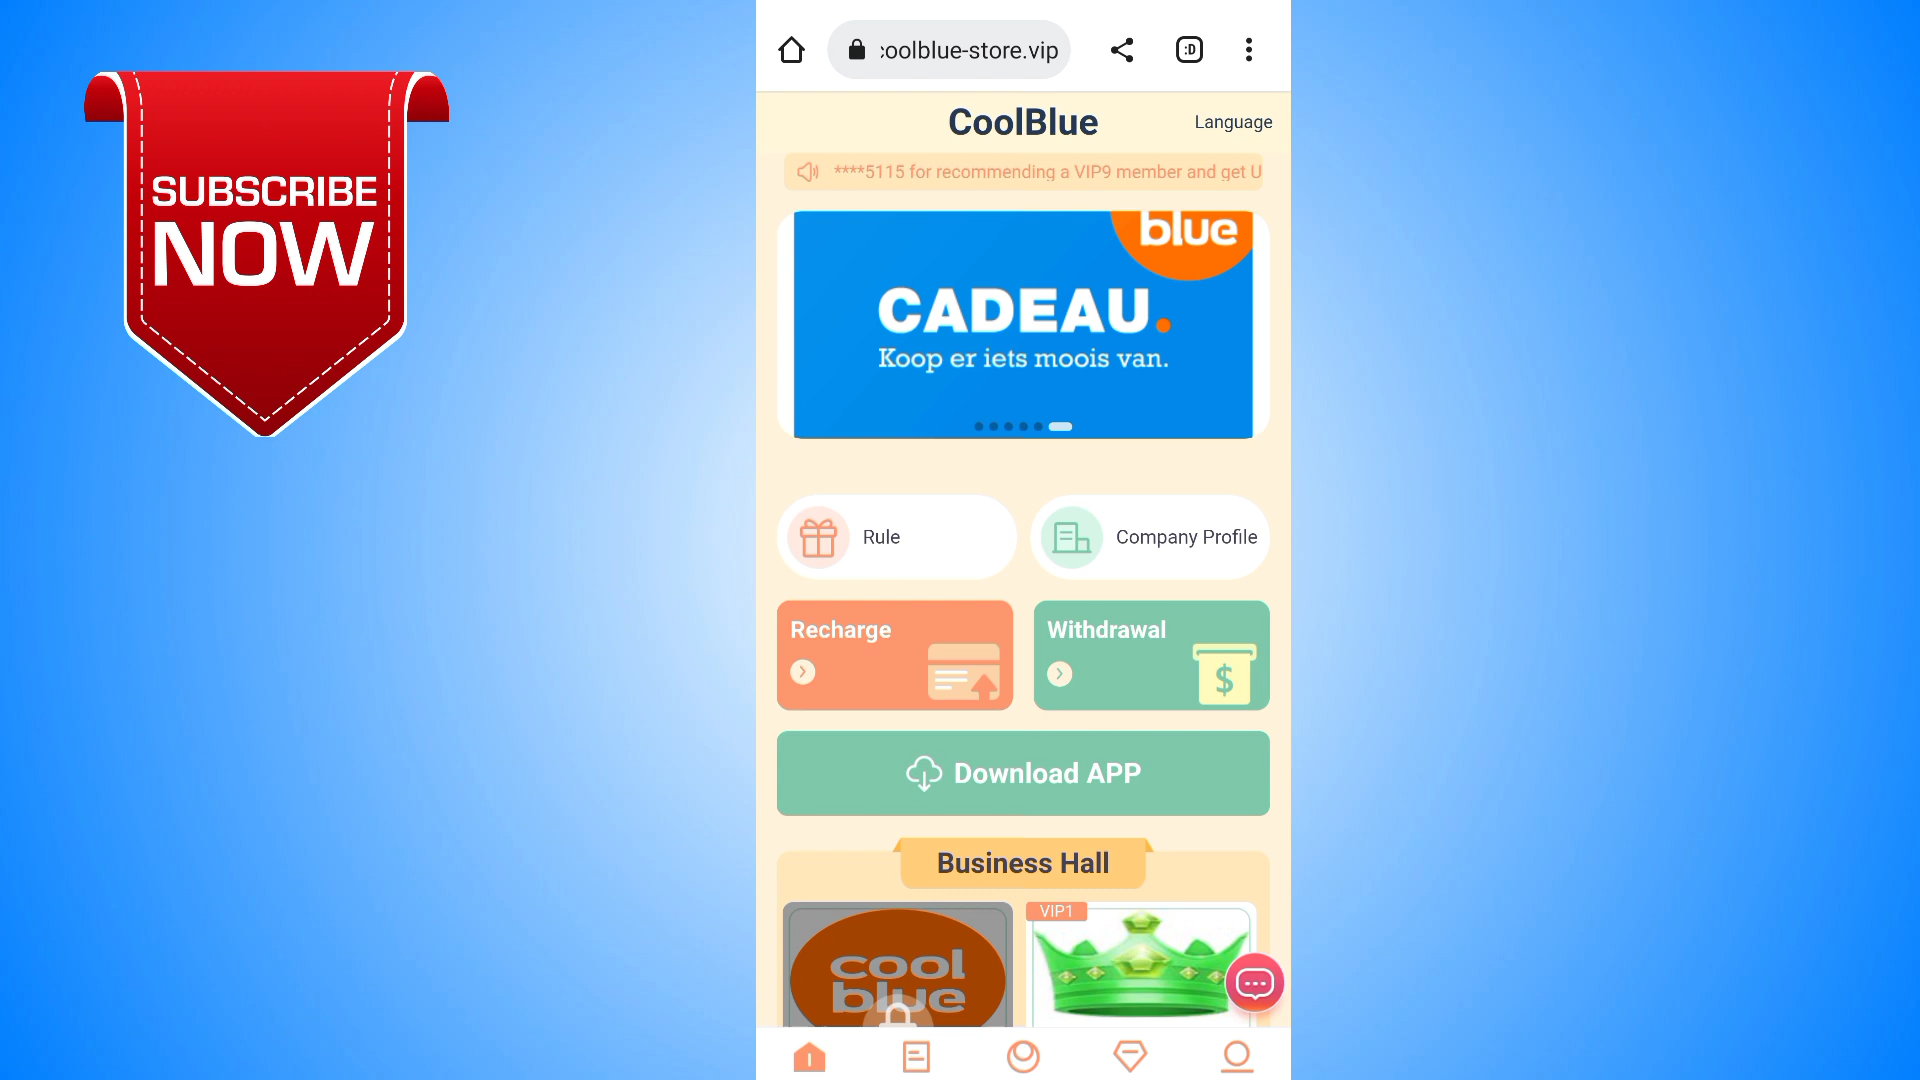 SUBSCRIBE
NOW
:oolblue-store.vip
:D
CoolBlue
Language
****5115 for recommending a VIP9 member and get U
blue
CADEAU.
Koop er iets moois van.
Rule
Company Profile
Recharge
Withdrawal
$
Download APP
Business Hall
cool
blue
VIP1